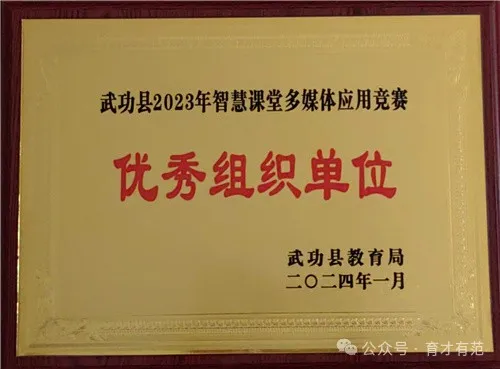 武功县2023年智慧课堂多媒体应用竞赛
优秀组织单位
武功县教育局
二〇二四年一月
公众号·育才有范